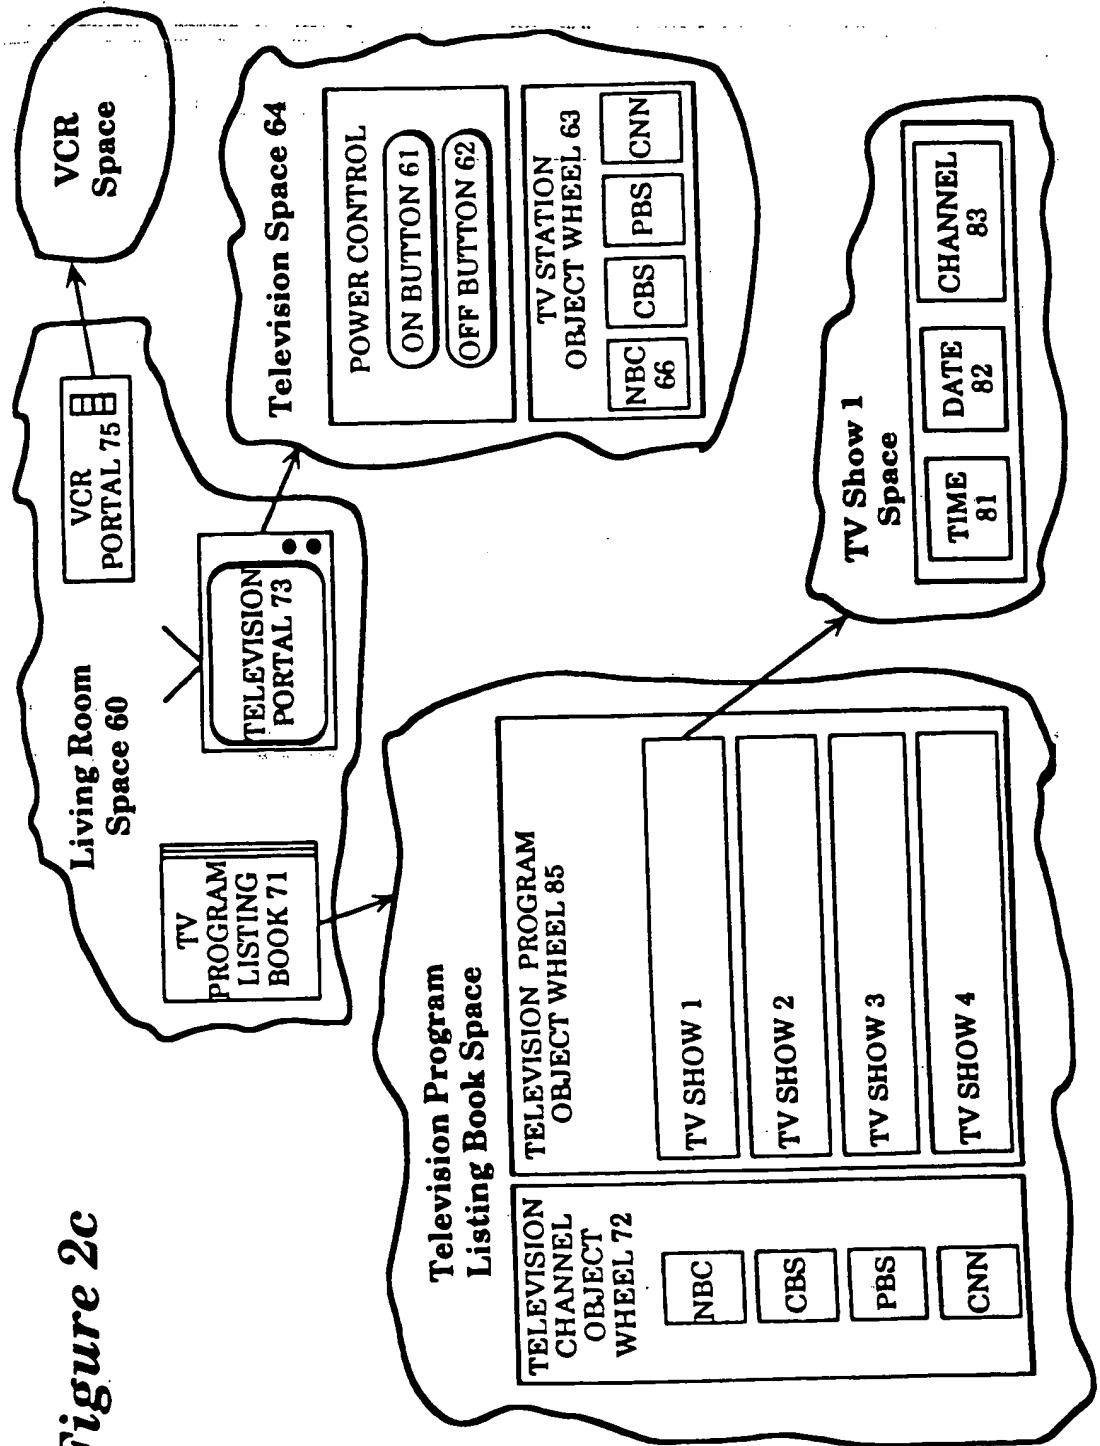 Figure 2c
Living Room
Space 60
VCR
PORTAL 75
VCR
Space
TV
PROGRAM
LISTING
BOOK 71
TELEVISION
PORTAL 73
Television Space 64
POWER CONTROL
ON BUTTON 61
OFF BUTTON 62
TV STATION
OBJECT WHEEL 63
NBC
66
CBS
PBS
CNN
Television Program
Listing Book Space
TELEVISION
CHANNEL
OBJECT
WHEEL 72
NBC
CBS
PBS
CNN
TELEVISION PROGRAM
OBJECT WHEEL 85
TV SHOW 1
TV SHOW 2
TV SHOW 3
TV SHOW 4
TV Show 1
Space
TIME
81
DATE
82
CHANNEL
83